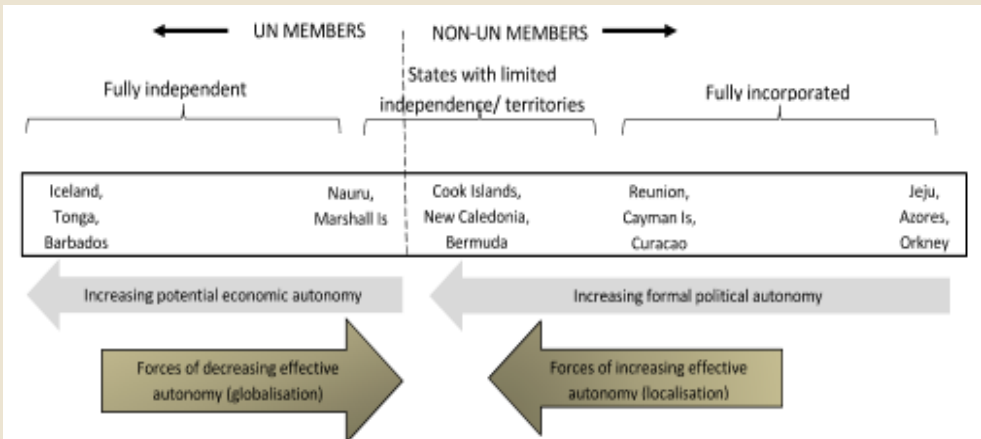 UN MEMBERS
NON-UN MEMBERS
Fully independent
States with limited
independence/ territories
Fully incorporated
Iceland,
Tonga,
Barbados
Nauru,
Marshall Is
Cook Islands,
New Caledonia,
Bermuda
Reunion,
Cayman Is,
Curacao
Jeju,
Azores,
Orkney
Increasing potential economic autonomy
Increasing formal political autonomy
Forces of decreasing effective
autonomy (globalisation)
Forces of increasing effective
autonomy (localisation)